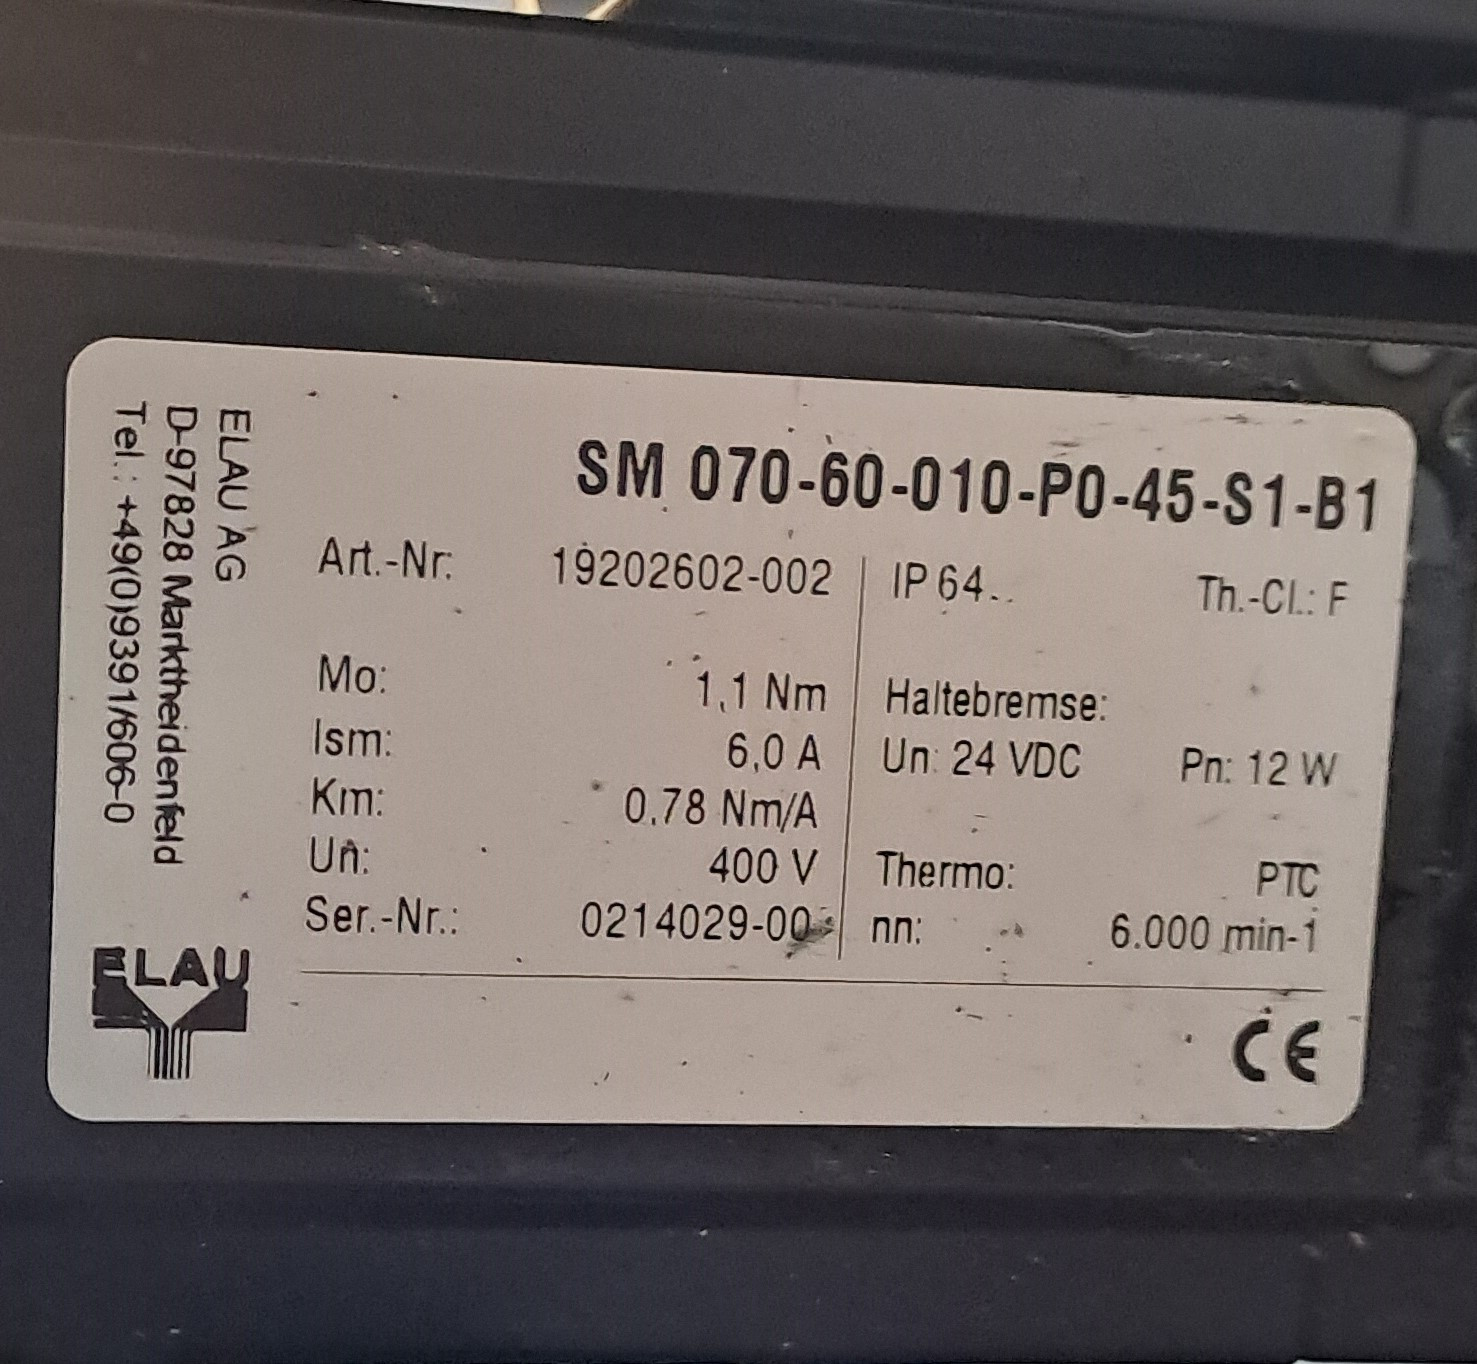 SM 070-60-010-P0-45-S1-B1
Art.-Nr. 19202602-002 IP 64 Th.-Cl.: F
Mo: 1,1 Nm Haltebremse:
Ism: 6,0 A Un: 24 VDC Pn: 12 W
Km: 0,78 Nm/A
Un: 400 V Thermo: PTC
Ser.-Nr.: 0214029-00 nn: 6.000 min-1
CE
ELAU AG
D-97828 Marktheidenfeld
Tel.: +49(0)9391/606-0
ELAU